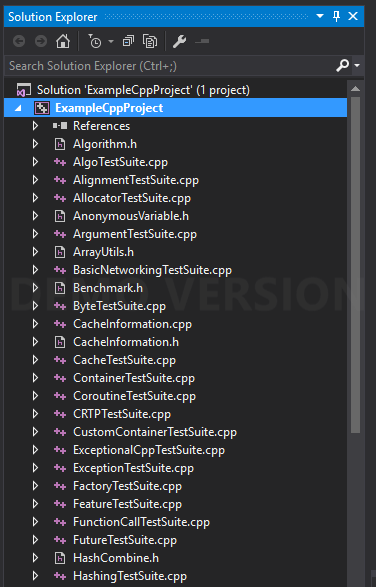 Solution Explorer
Search Solution Explorer (Ctrl+;)
Solution 'ExampleCppProject' (1 project)
ExampleCppProject
References
Algorithm.h
AlgoTestSuite.cpp
AlignmentTestSuite.cpp
AllocatorTestSuite.cpp
AnonymousVariable.h
ArgumentTestSuite.cpp
ArrayUtils.h
BasicNetworkingTestSuite.cpp
Benchmark.h
DEMO VERSION
ByteTestSuite.cpp
CacheInformation.cpp
CacheInformation.h
CacheTestSuite.cpp
ContainerTestSuite.cpp
CoroutineTestSuite.cpp
CRTPTestSuite.cpp
CustomContainerTestSuite.cpp
ExceptionalCppTestSuite.cpp
ExceptionTestSuite.cpp
FactoryTestSuite.cpp
FeatureTestSuite.cpp
FunctionCallTestSuite.cpp
FutureTestSuite.cpp
HashCombine.h
HashingTestSuite.cpp